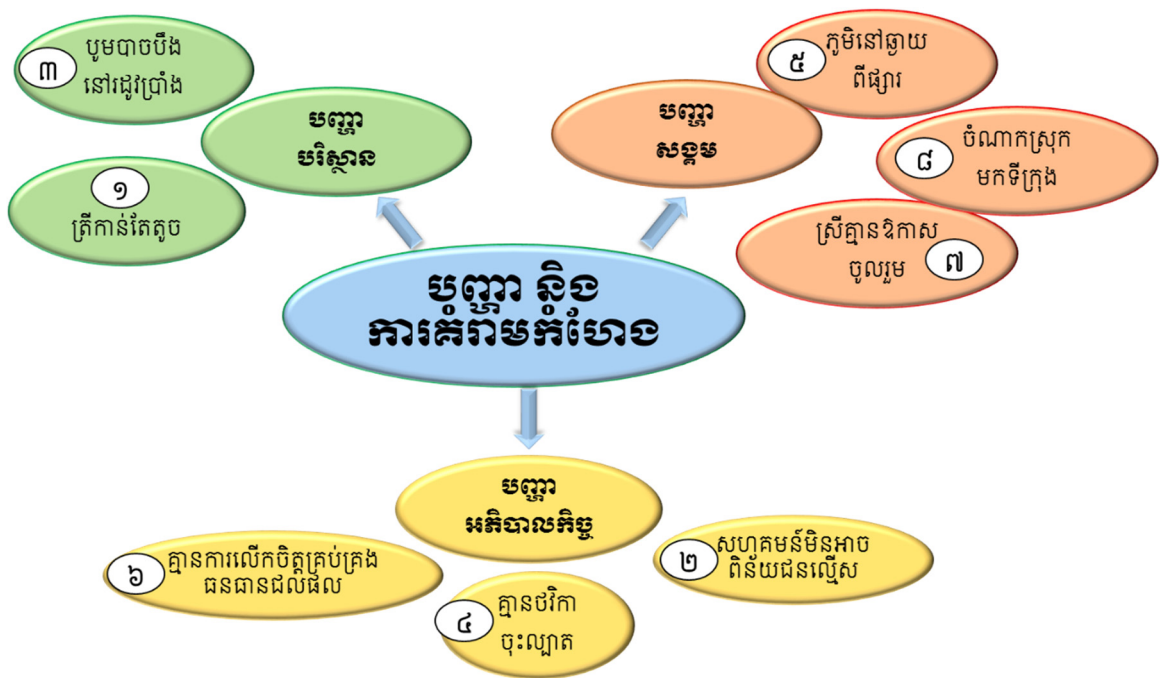 បញ្ហា និង
ការគំរាមកំហែង
បញ្ហា
បរិស្ថាន
៣
បូមបាចបឹង
នៅរដូវប្រាំង
១
ត្រីកាន់តែតូច
បញ្ហា
សង្គម
៥
ភូមិនៅឆ្ងាយ
ពីផ្សារ
៨
ចំណាកស្រុក
មកទីក្រុង
ស្រីគ្មានឱកាស
ចូលរួម
៧
បញ្ហា
អភិបាលកិច្ច
៦
គ្មានការលើកចិត្តគ្រប់គ្រង
ធនធានជលផល
៤
គ្មានថវិកា
ចុះល្បាត
២
សហគមន៍មិនអាច
ពិន័យជនល្មើស